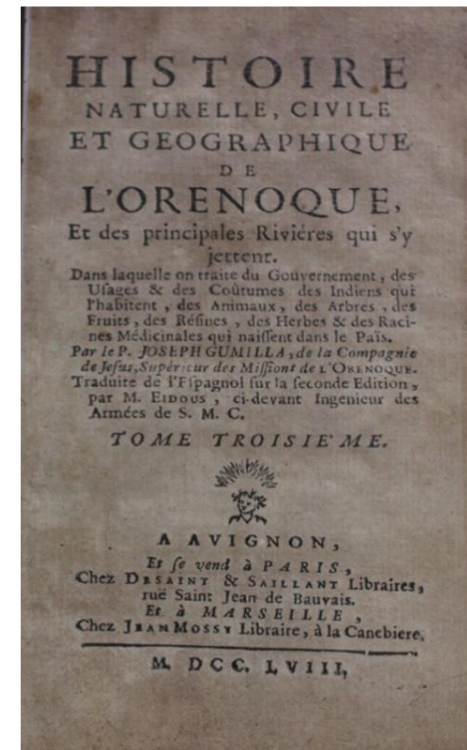 HISTOIRE
NATURELLE, CIVILE
ET GEOGRAPHIQUE
DE
L'ORENOQUE,
Et des principales Riviéres qui s'y
jettent.
Dans laquelle on traite du Gouvernement, des
Uſages & des Coûtumes des Indiens qui
l'habitent, des Animaux, des Arbres, des
Fruits, des Réſines, des Herbes & des Raci-
nes Médicinales qui naiſſent dans le Païs.
Par le P. JOSEPH GUMILLA, de la Compagnie
de Jeſus, Supérieur des Miſſions de L'ORENOQUE.
Traduite de l'Eſpagnol ſur la ſeconde Edition,
par M. EIDOUS, ci-devant Ingenieur des
Armées de S. M. C.
TOME TROISIE'ME.
A AVIGNON,
Et ſe vend à PARIS,
Chez DESAINT & SAILLANT Libraires,
ruë Saint Jean de Bauvais.
Et à MARSEILLE,
Chez JEAN MOSSY Libraire, à la Canebiere.
M. DCC. LVIII,